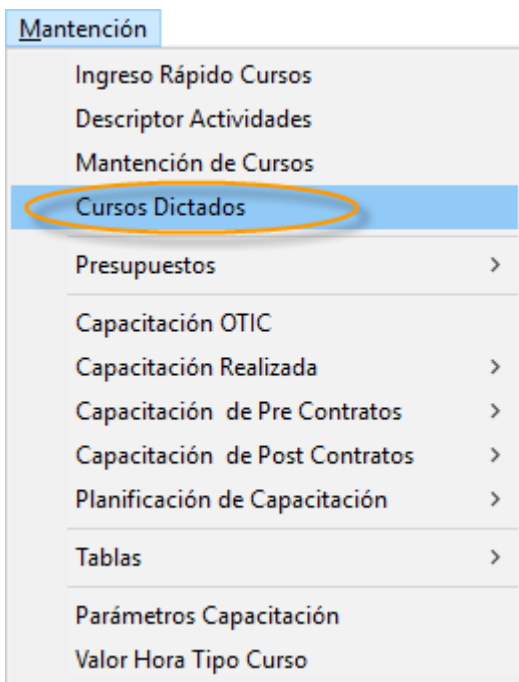 Mantención
Ingreso Rápido Cursos
Descriptor Actividades
Mantención de Cursos
Cursos Dictados
Presupuestos
Capacitación OTIC
Capacitación Realizada
Capacitación  de Pre Contratos
Capacitación  de Post Contratos
Planificación de Capacitación
Tablas
Parámetros Capacitación
Valor Hora Tipo Curso